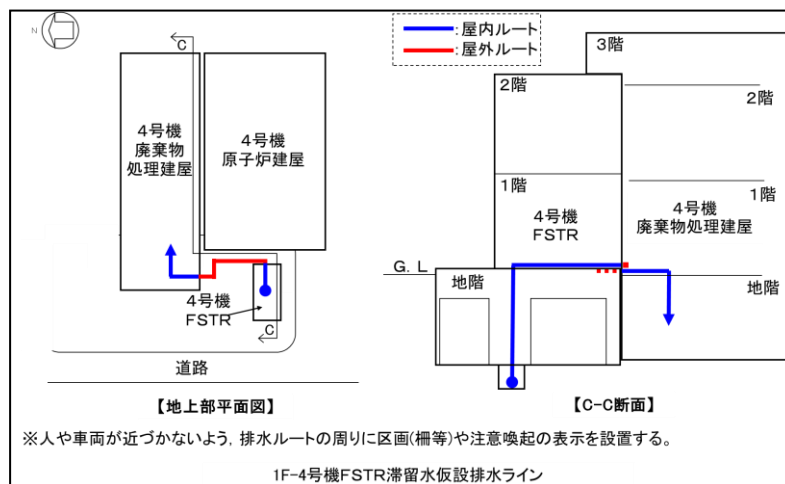 N
C
:屋内ルート
:屋外ルート
4号機
廃棄物
処理建屋
4号機
原子炉建屋
4号機
FSTR
C
道路
【地上部平面図】
3階
2階
2階
1階
1階
4号機
FSTR
4号機
廃棄物処理建屋
G.L
地階
地階
【C-C断面】
※人や車両が近づかないよう，排水ルートの周りに区画(柵等)や注意喚起の表示を設置する。
1F-4号機FSTR滞留水仮設排水ライン